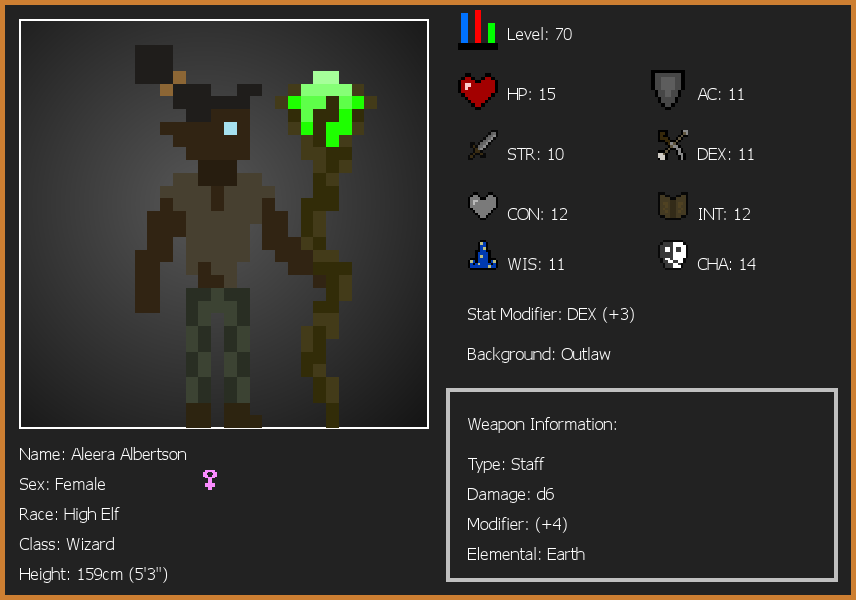 Level: 70
HP: 15
AC: 11
STR: 10
DEX: 11
CON: 12
INT: 12
WIS: 11
CHA: 14
Stat Modifier: DEX (+3)
Background: Outlaw
Weapon Information:
Type: Staff
Damage: d6
Modifier: (+4)
Elemental: Earth
Name: Aleera Albertson
Sex: Female
Race: High Elf
Class: Wizard
Height: 159cm (5'3")